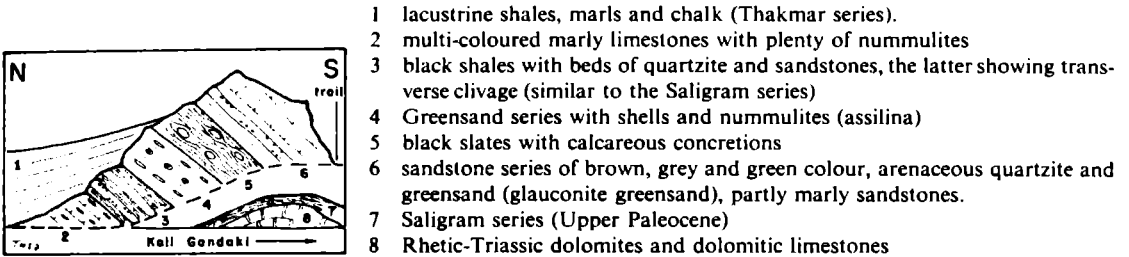 N S
trail
1
6
5
4
7
8
3
2
Kali Gandaki
1 lacustrine shales, marls and chalk (Thakmar series).
2 multi-coloured marly limestones with plenty of nummulites
3 black shales with beds of quartzite and sandstones, the latter showing trans-
verse clivage (similar to the Saligram series)
4 Greensand series with shells and nummulites (assilina)
5 black slates with calcareous concretions
6 sandstone series of brown, grey and green colour, arenaceous quartzite and
greensand (glauconite greensand), partly marly sandstones.
7 Saligram series (Upper Paleocene)
8 Rhetic-Triassic dolomites and dolomitic limestones